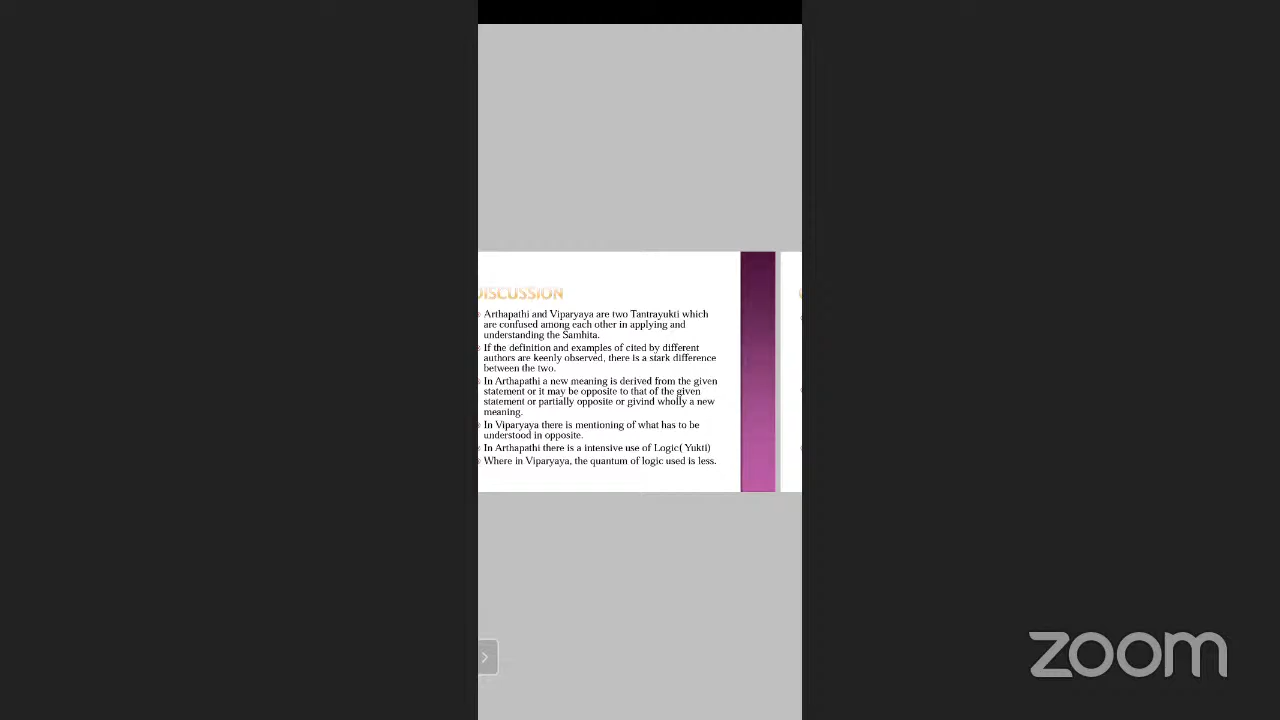 DISCUSSION
Arthapathi and Viparyaya are two Tantrayukti which
are confused among each other in applying and
understanding the Samhita.
If the definition and examples of cited by different
authors are keenly observed, there is a stark difference
between the two.
In Arthapathi a new meaning is derived from the given
statement or it may be opposite to that of the given
statement or partially opposite or givind wholly a new
meaning.
In Viparyaya there is mentioning of what has to be
understood in opposite.
In Arthapathi there is a intensive use of Logic( Yukti)
Where in Viparyaya, the quantum of logic used is less.
zoom